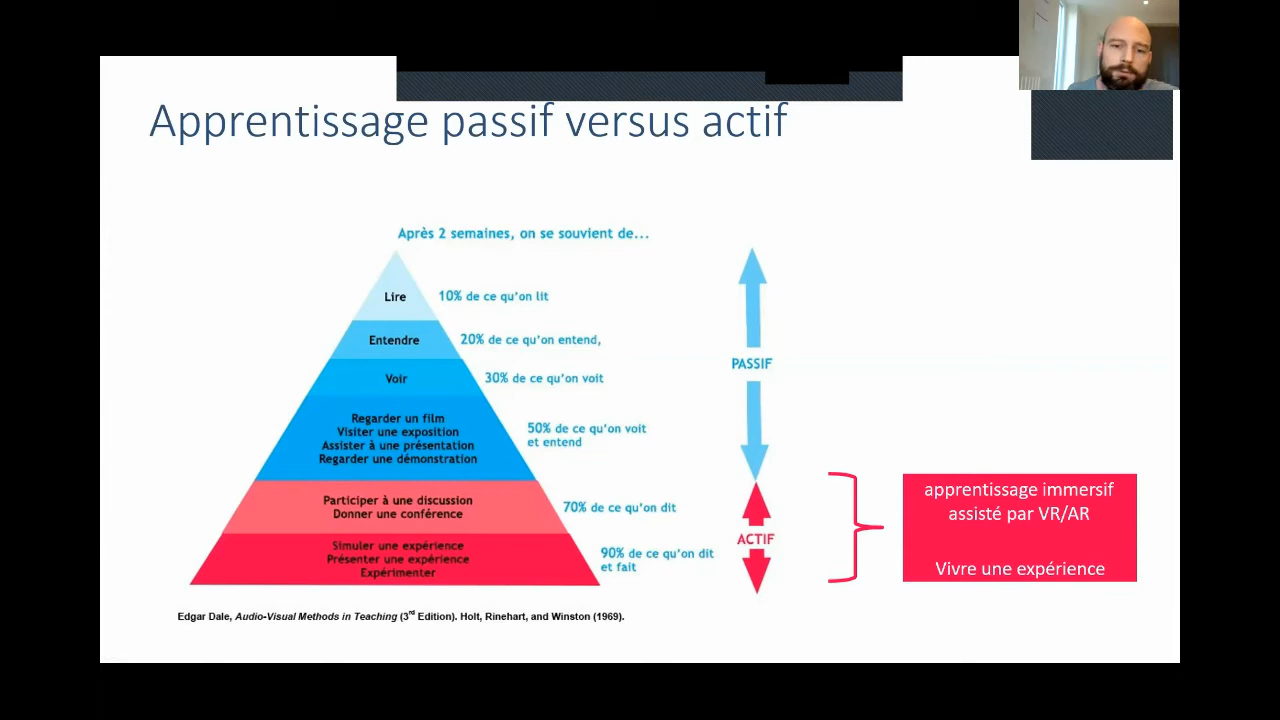 Apprentissage passif versus actif
Après 2 semaines, on se souvient de...
Lire
10% de ce qu'on lit
Entendre
20% de ce qu'on entend,
Voir
30% de ce qu'on voit
Regarder un film
Visiter une exposition
Assister à une présentation
Regarder une démonstration
50% de ce qu'on voit
et entend
PASSIF
Participer à une discussion
Donner une conférence
70% de ce qu'on dit
Simuler une expérience
Présenter une expérience
Expérimenter
90% de ce qu'on dit
et fait
ACTIF
apprentissage immersif
assisté par VR/AR
Vivre une expérience
Edgar Dale, Audio-Visual Methods in Teaching (3rd Edition). Holt, Rinehart, and Winston (1969).